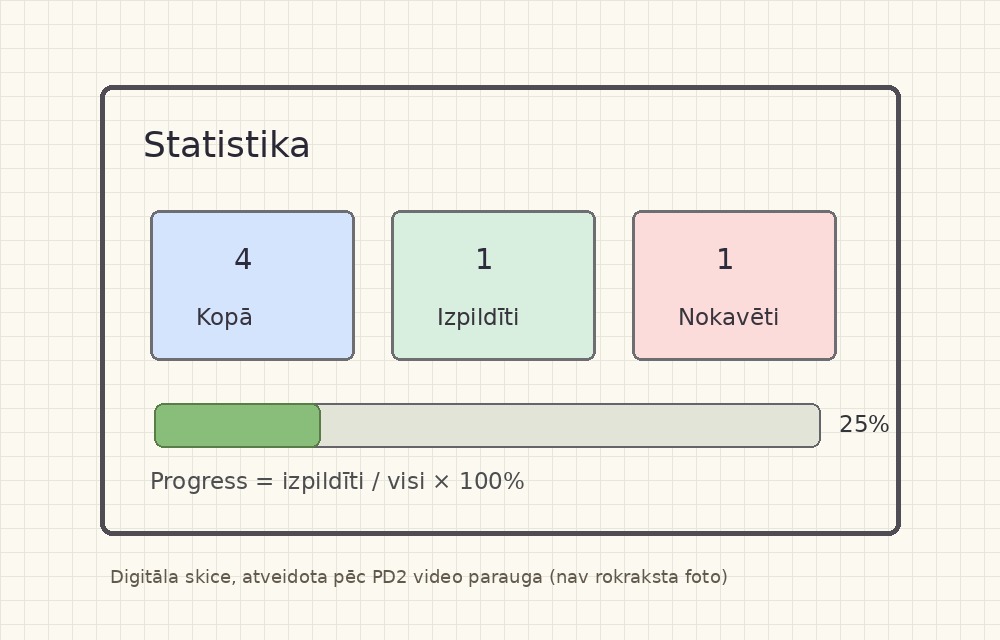 Statistika
4
Kopā
1
Izpildīti
1
Nokavēti
25%
Progress = izpildīti / visi × 100%
Digitāla skice, atveidota pēc PD2 video parauga (nav rokraksta foto)